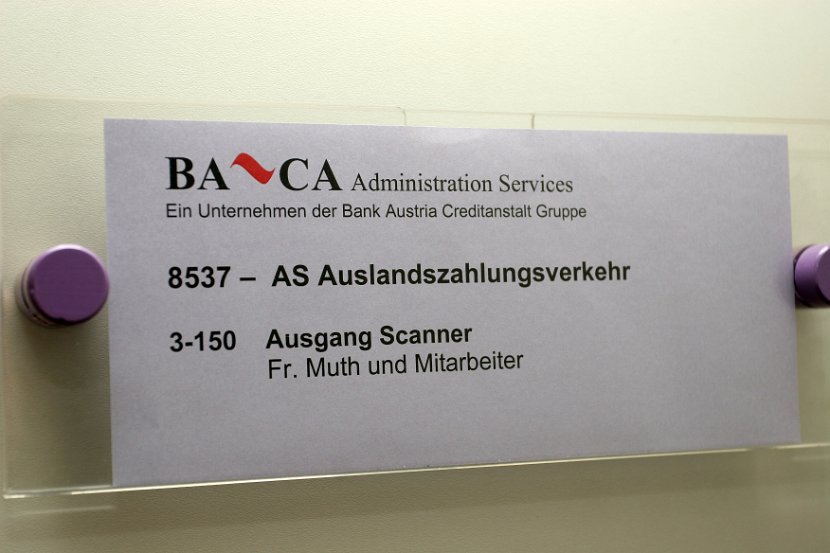 BA~CA Administration Services
Ein Unternehmen der Bank Austria Creditanstalt Gruppe
8537 – AS Auslandszahlungsverkehr
3-150 Ausgang Scanner
Fr. Muth und Mitarbeiter